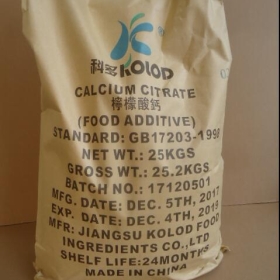 科多 KOLOD
CALCIUM CITRATE
柠檬酸钙
(FOOD ADDITIVE)
STANDARD: GB17203-1998
NET WT.: 25KGS
GROSS WT.: 25.2KGS
BATCH NO.: 17120501
MFG. DATE: DEC. 5TH, 2017
EXP. DATE: DEC. 4TH, 2019
MFR: JIANGSU KOLOD FOOD
INGREDIENTS CO.,LTD
SHELF LIFE:24MONTHS
MADE IN CHINA